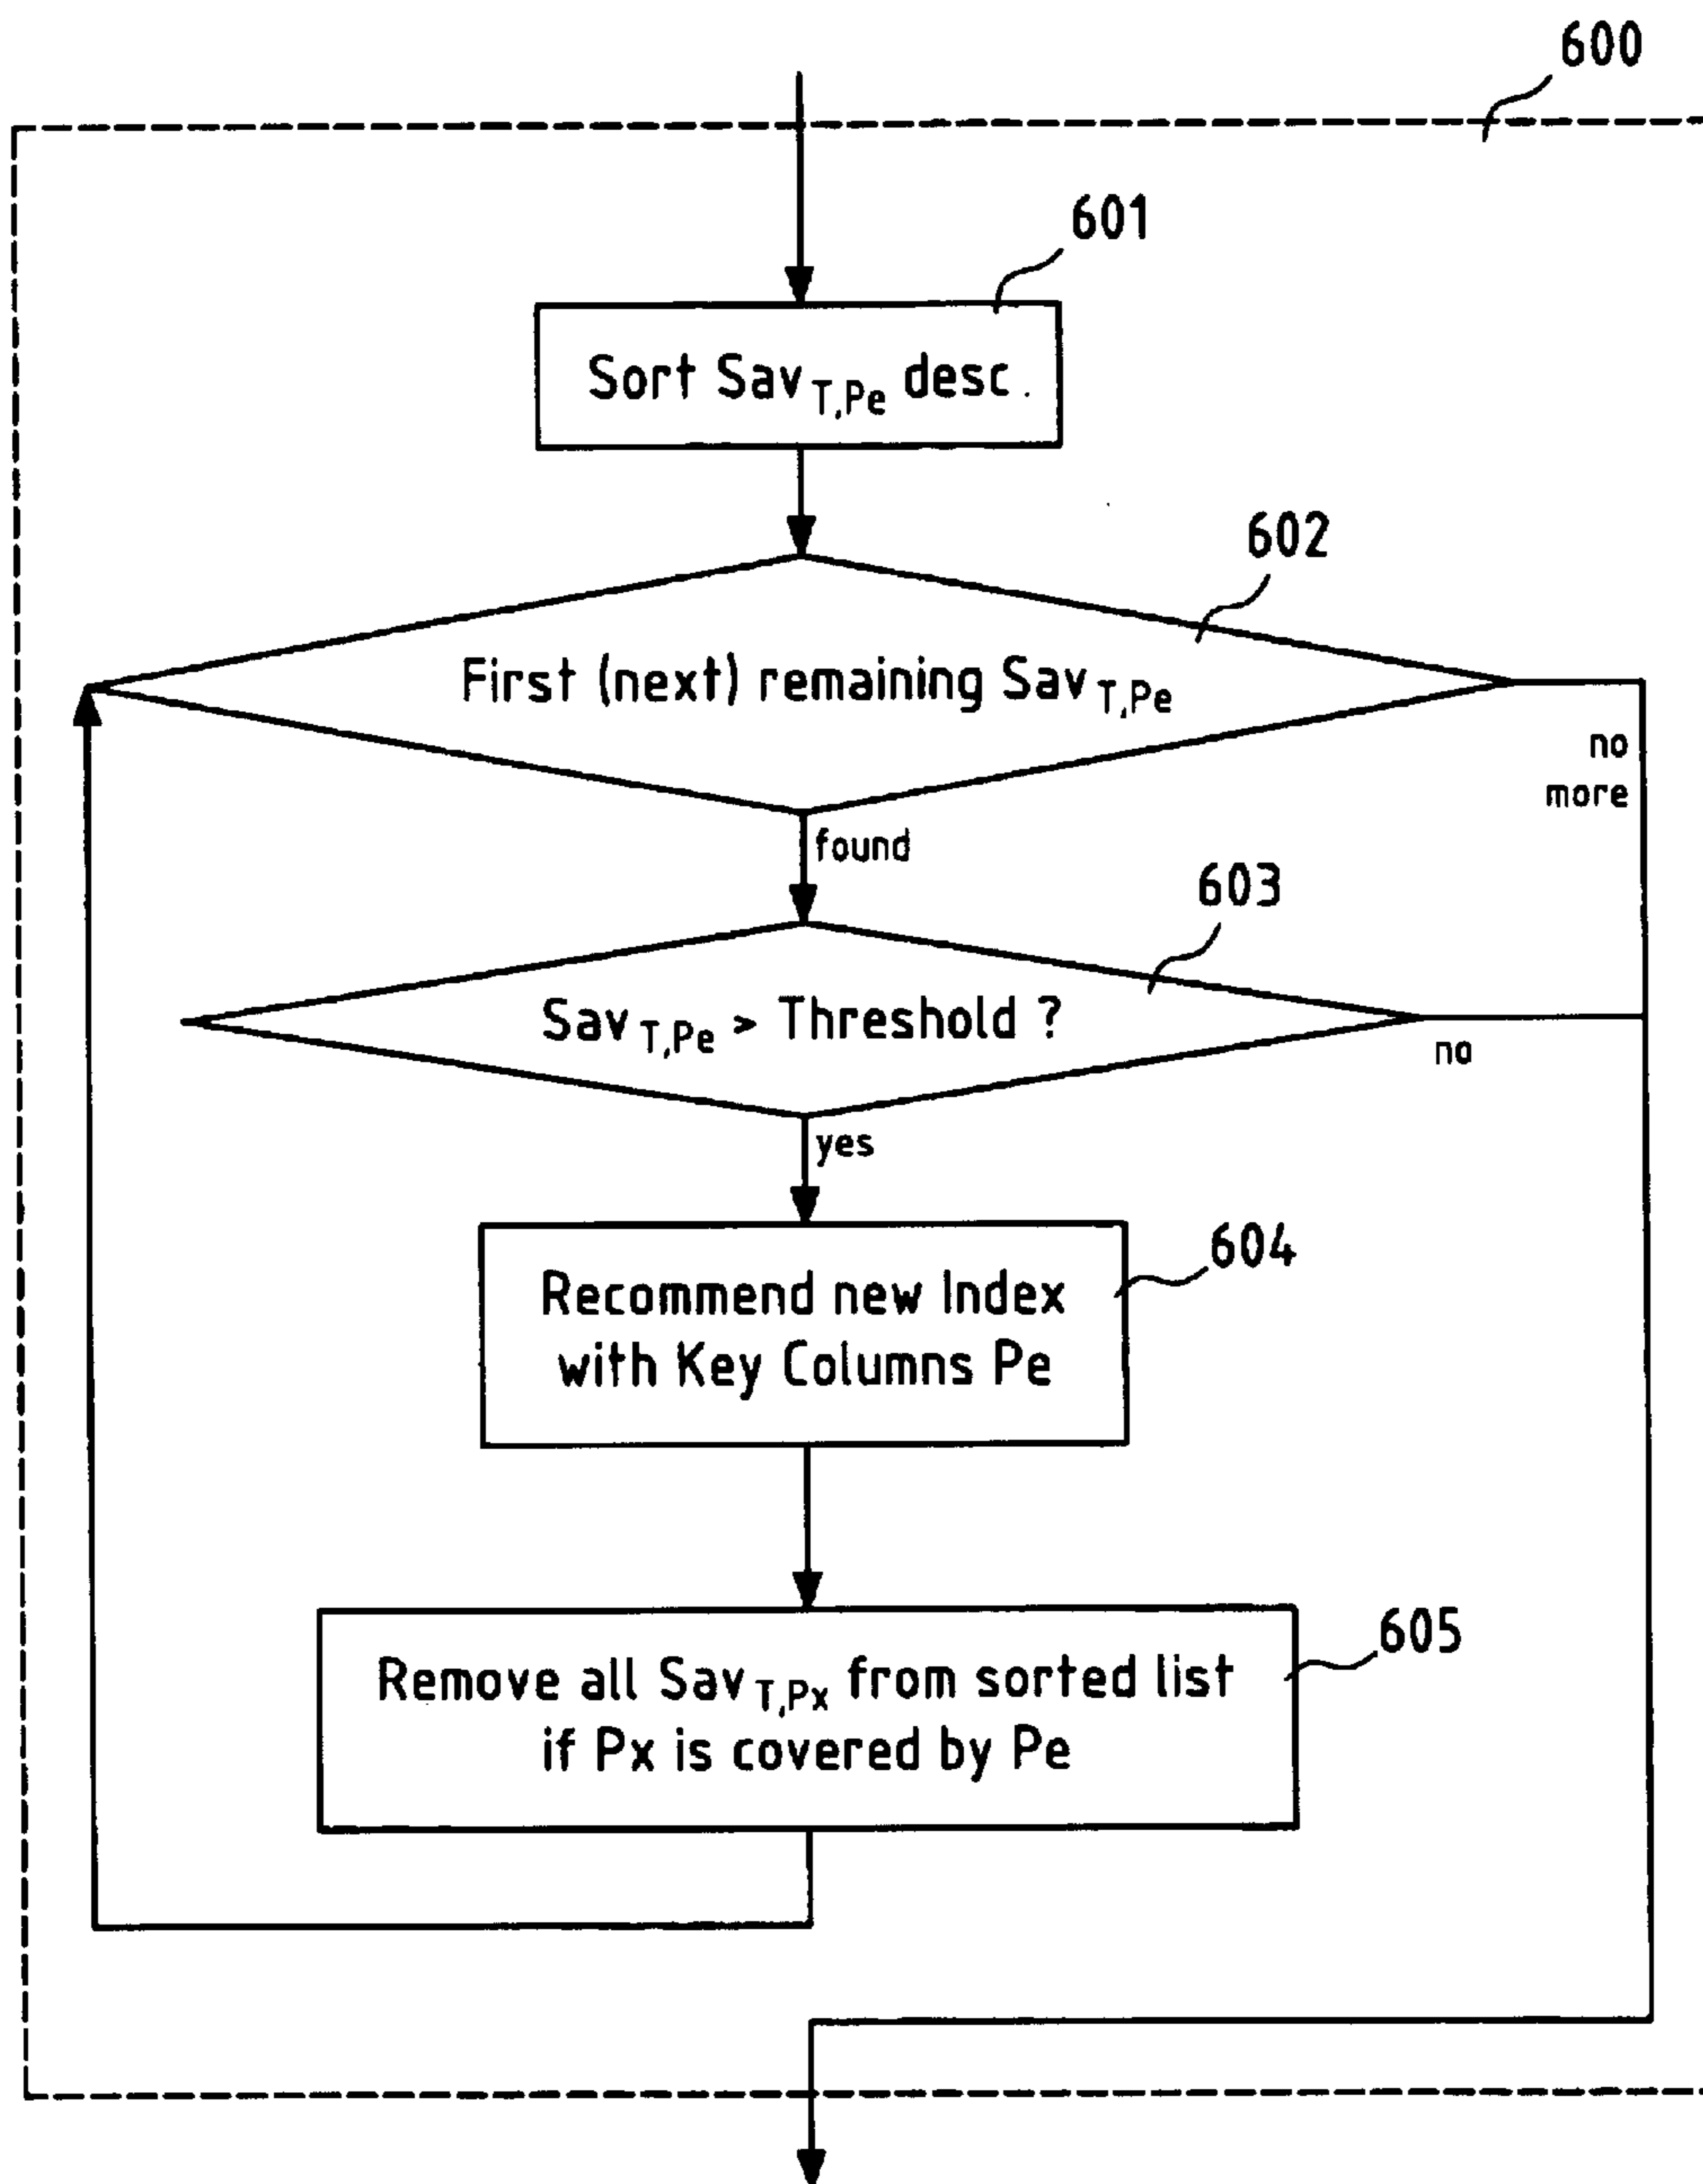 600
601
Sort Sav T,Pe desc.
602
First (next) remaining Sav T,Pe
no
more
found
603
Sav T,Pe > Threshold ?
no
yes
604
Recommend new Index
with Key Columns Pe
605
Remove all Sav T,Px from sorted list
if Px is covered by Pe